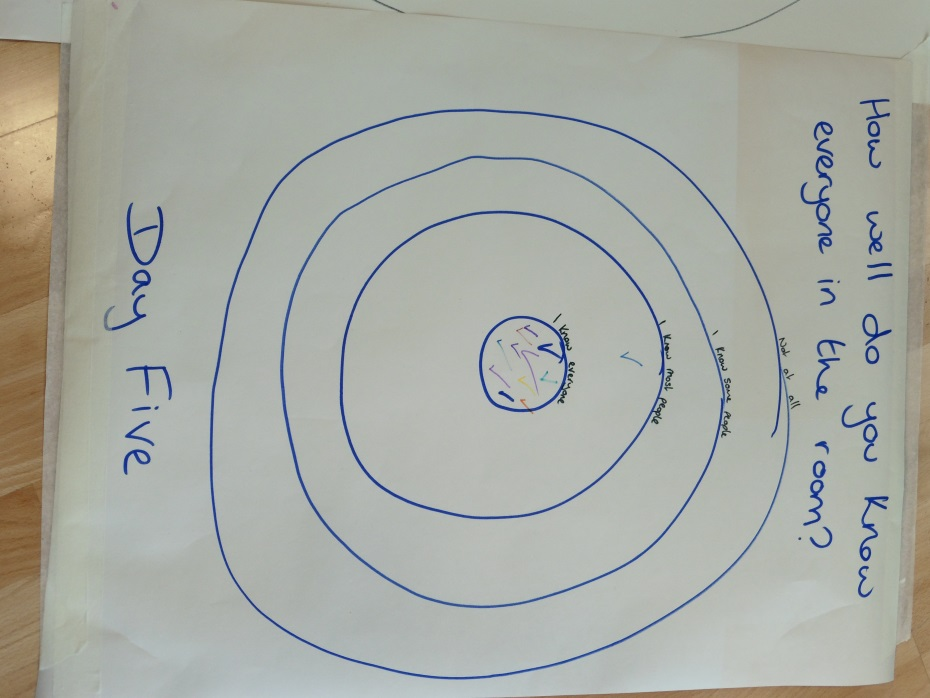 How well do you know
everyone in the room?
Not at all
I know some people
I know most people
I know everyone
Day Five